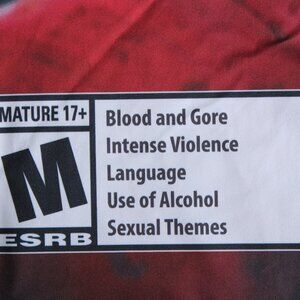 MATURE 17+
M
ESRB
Blood and Gore
Intense Violence
Language
Use of Alcohol
Sexual Themes